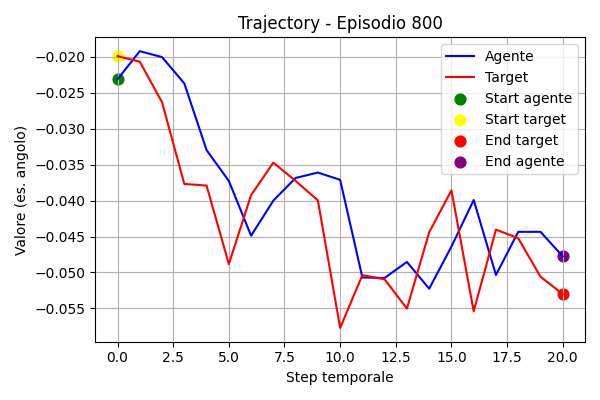 Trajectory - Episodio 800
Valore (es. angolo)
−0.020
−0.025
−0.030
−0.035
−0.040
−0.045
−0.050
−0.055
Agente
Target
Start agente
Start target
End target
End agente
0.0 2.5 5.0 7.5 10.0 12.5 15.0 17.5 20.0
Step temporale